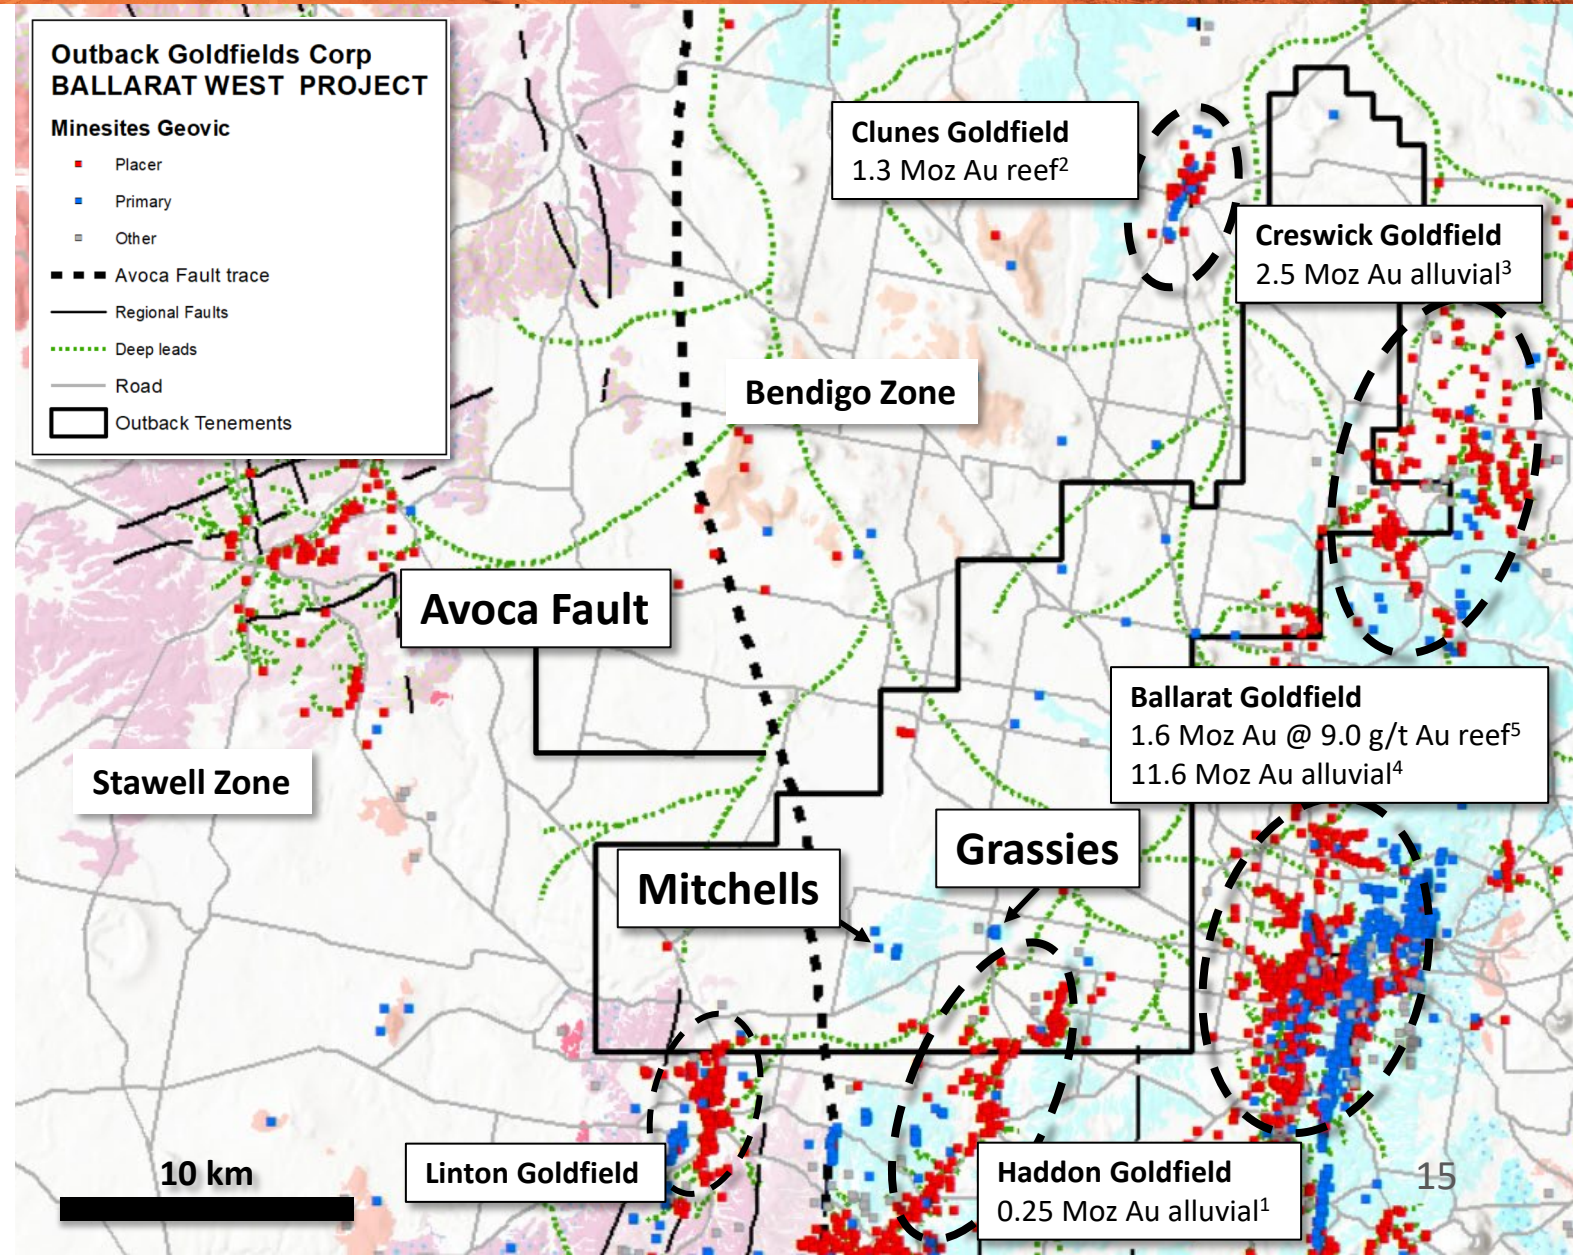 Outback Goldfields Corp
BALLARAT WEST PROJECT
Minesites Geovic
Placer
Primary
Other
Avoca Fault trace
Regional Faults
Deep leads
Road
Outback Tenements
Clunes Goldfield
1.3 Moz Au reef²
Creswick Goldfield
2.5 Moz Au alluvial³
Bendigo Zone
Avoca Fault
Ballarat Goldfield
1.6 Moz Au @ 9.0 g/t Au reef⁵
11.6 Moz Au alluvial⁴
Stawell Zone
Grassies
Mitchells
Linton Goldfield
Haddon Goldfield
0.25 Moz Au alluvial¹
10 km
15